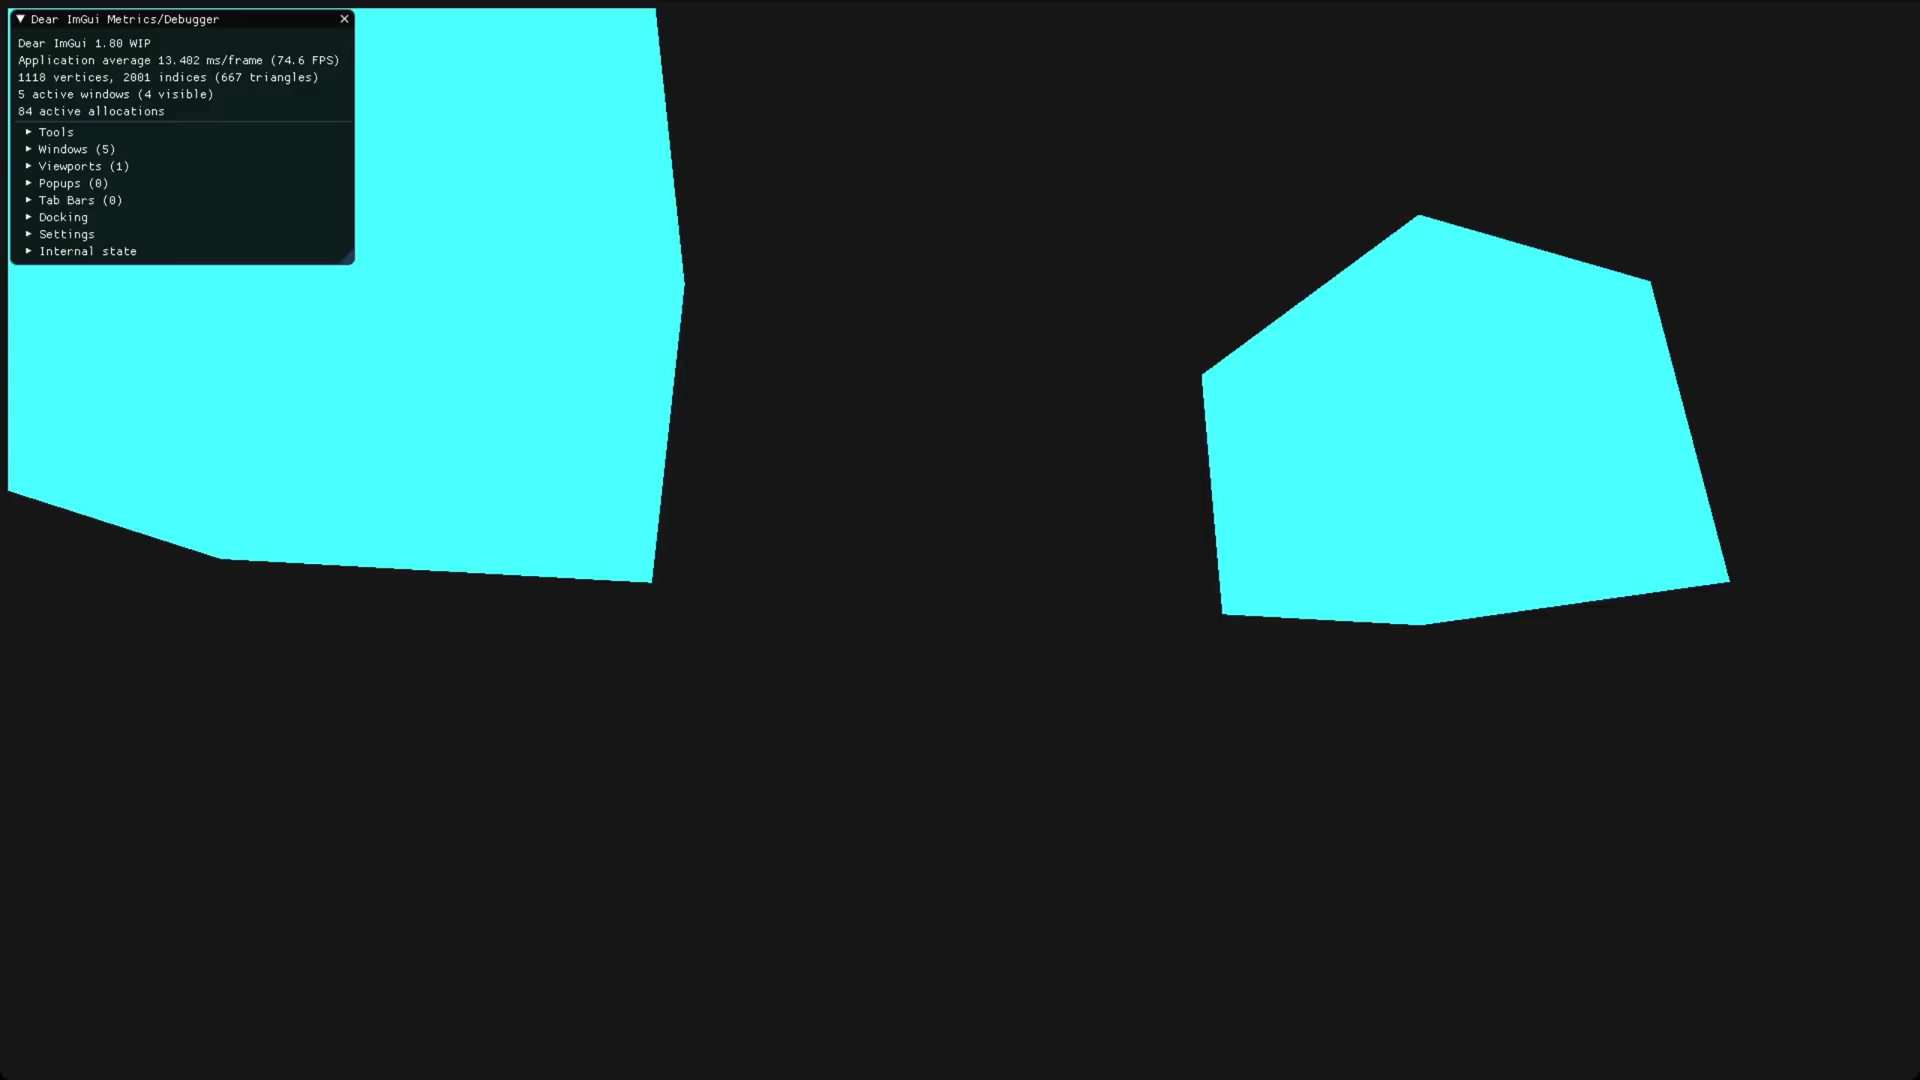 Dear ImGui Metrics/Debugger
Dear ImGui 1.80 WIP
Application average 13.402 ms/frame (74.6 FPS)
1118 vertices, 2001 indices (667 triangles)
5 active windows (4 visible)
84 active allocations
Tools
Windows (5)
Viewports (1)
Popups (0)
Tab Bars (0)
Docking
Settings
Internal state